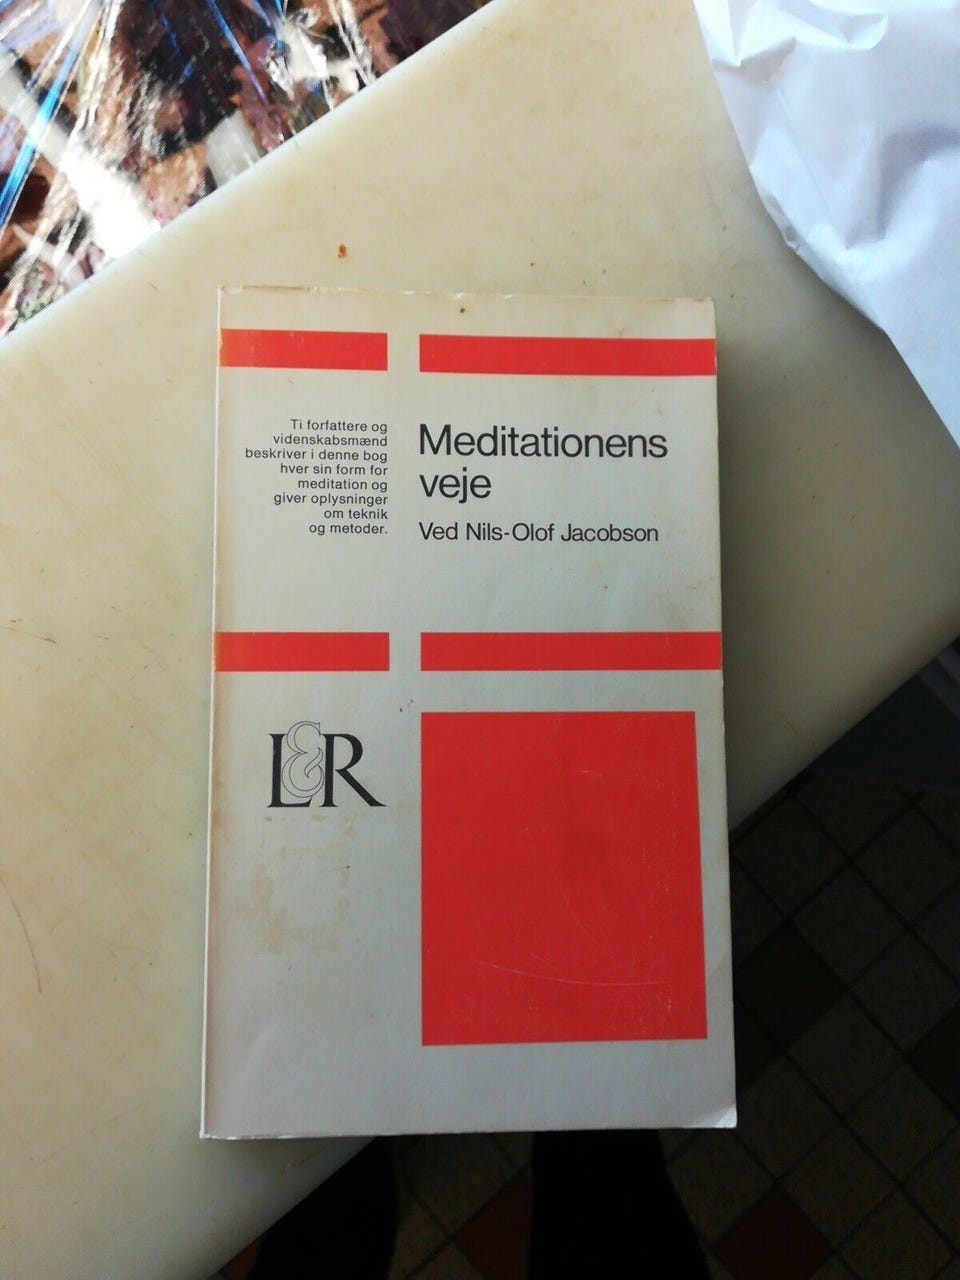 Ti forfattere og
videnskabsmænd
beskriver i denne bog
hver sin form for
meditation og
giver oplysninger
om teknik
og metoder.
Meditationens
veje
Ved Nils-Olof Jacobson
L&R